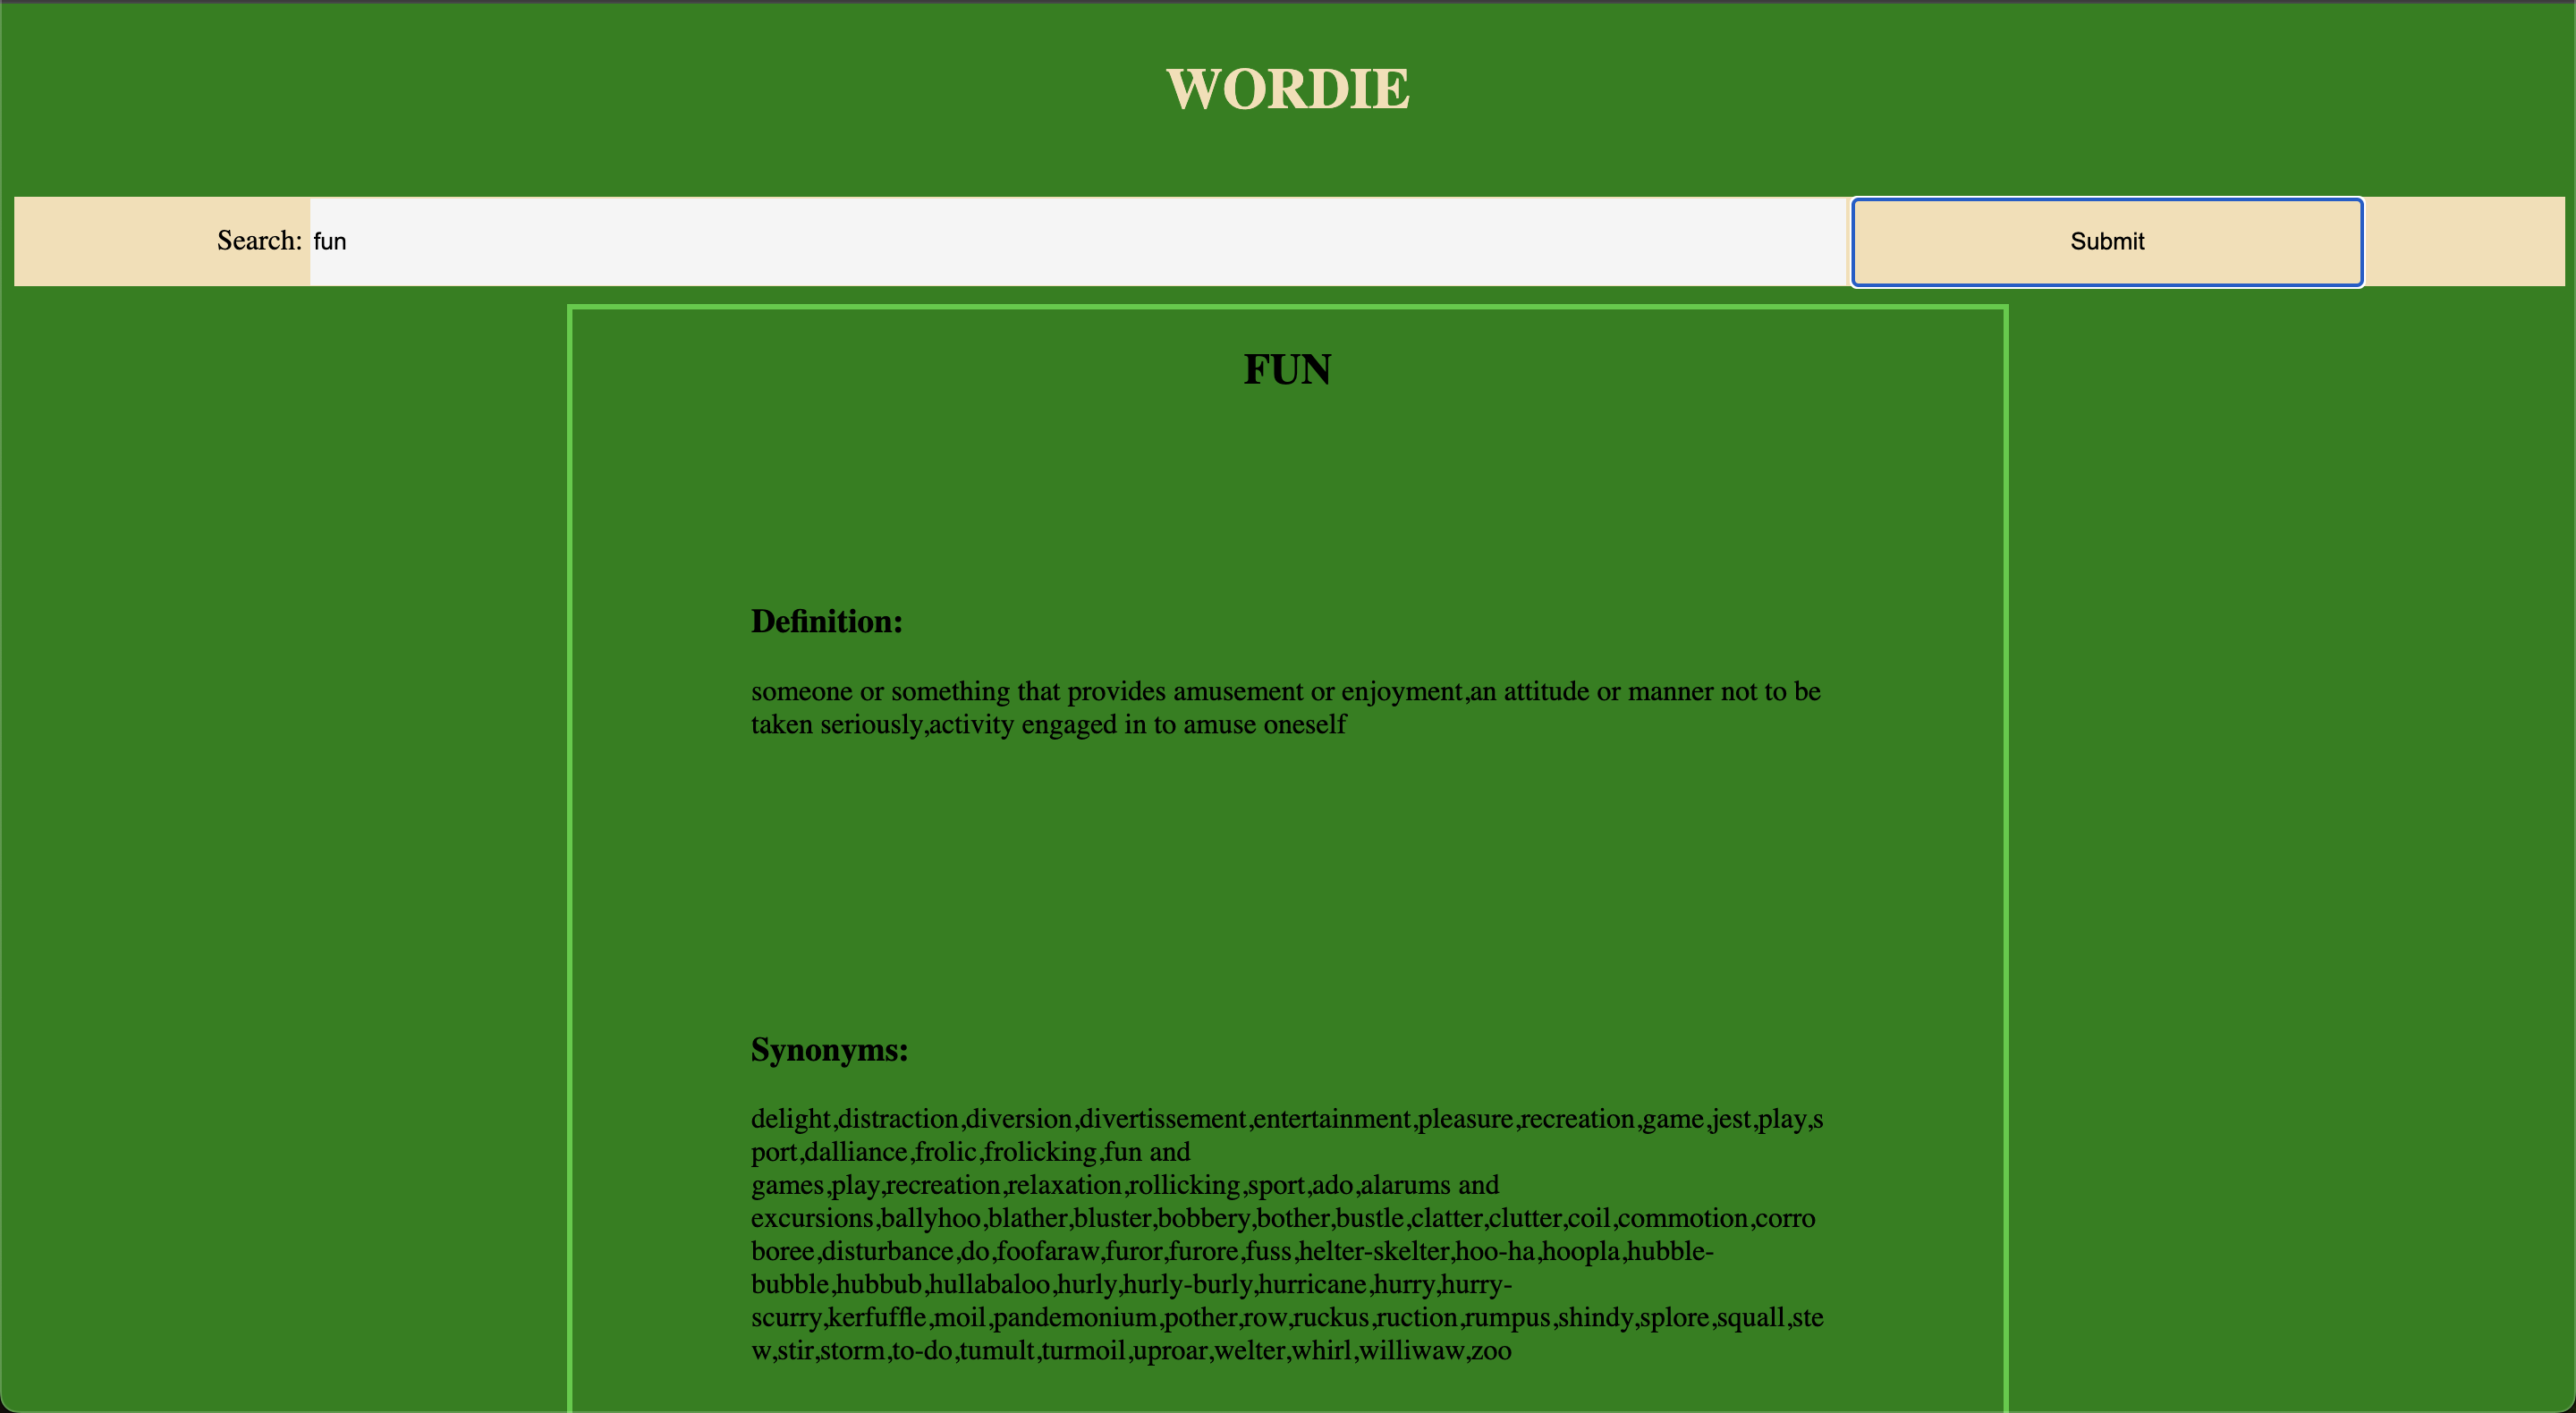 WORDIE
Search: fun Submit
FUN
Definition:
someone or something that provides amusement or enjoyment,an attitude or manner not to be
taken seriously,activity engaged in to amuse oneself
Synonyms:
delight,distraction,diversion,divertissement,entertainment,pleasure,recreation,game,jest,play,s
port,dalliance,frolic,frolicking,fun and
games,play,recreation,relaxation,rollicking,sport,ado,alarums and
excursions,ballyhoo,blather,bluster,bobbery,bother,bustle,clatter,clutter,coil,commotion,corro
boree,disturbance,do,foofaraw,furor,furore,fuss,helter-skelter,hoo-ha,hoopla,hubble-
bubble,hubbub,hullabaloo,hurly,hurly-burly,hurricane,hurry,hurry-
scurry,kerfuffle,moil,pandemonium,pother,row,ruckus,ruction,rumpus,shindy,splore,squall,ste
w,stir,storm,to-do,tumult,turmoil,uproar,welter,whirl,williwaw,zoo